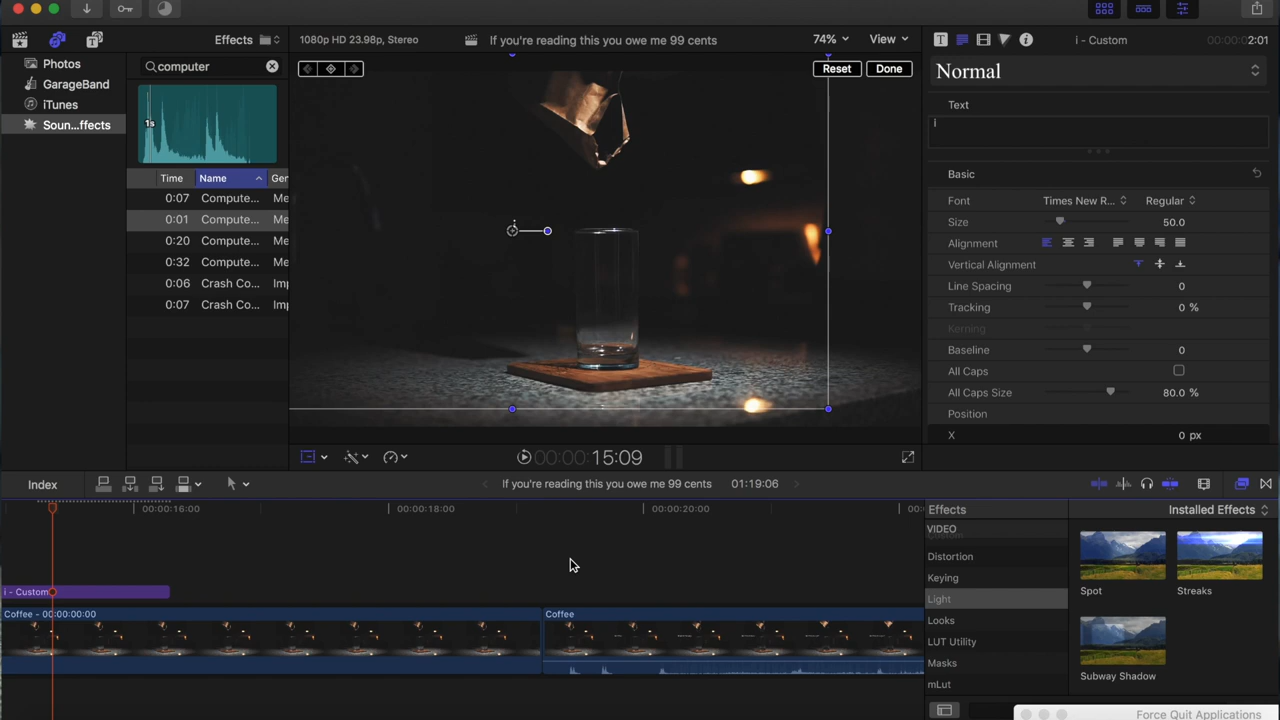 Effects
1080p HD 23.98p, Stereo
If you're reading this you owe me 99 cents
74%
View
i - Custom
00:00:00:02:01
Photos
GarageBand
iTunes
Soun...ffects
computer
1s
Time Name Gen
0:07 Compute... Me
0:01 Compute... Me
0:20 Compute... Me
0:32 Compute... Me
0:06 Crash Co... Imp
0:07 Crash Co... Imp
Reset
Done
i
Normal
Text
i
Basic
Font Times New R... Regular
Size 50.0
Alignment
Vertical Alignment
Line Spacing 0
Tracking 0 %
Kerning
Baseline 0
All Caps
All Caps Size 80.0 %
Position
X 0 px
00:00:15:09
Index
If you're reading this you owe me 99 cents
01:19:06
00:00:16:00
00:00:18:00
00:00:20:00
i - Custom
Coffee - 00:00:00:00
Coffee
Effects
Installed Effects
VIDEO
Distortion
Keying
Light
Looks
LUT Utility
Masks
mLut
Spot
Streaks
Subway Shadow
Force Quit Applications